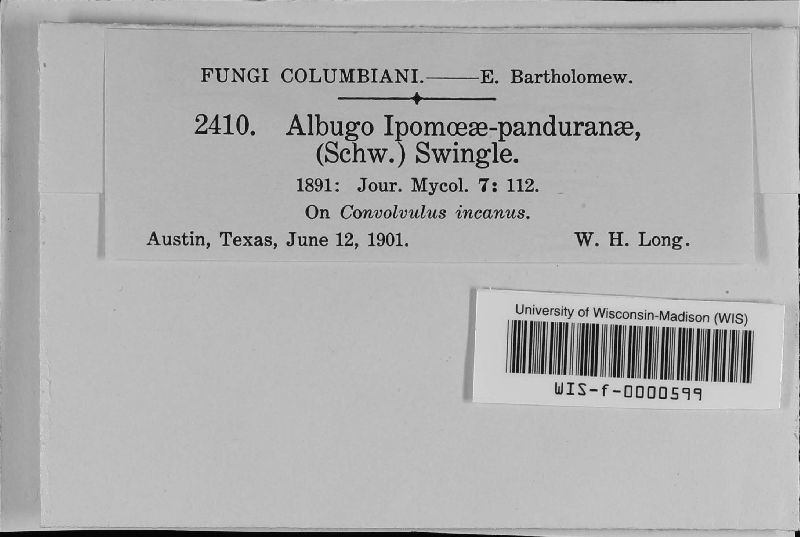 FUNGI COLUMBIANI.——E. Bartholomew.
2410. Albugo Ipomœæ-panduranæ,
(Schw.) Swingle.
1891: Jour. Mycol. 7: 112.
On Convolvulus incanus.
Austin, Texas, June 12, 1901. W. H. Long.
University of Wisconsin-Madison (WIS)
WIS-f-0000599